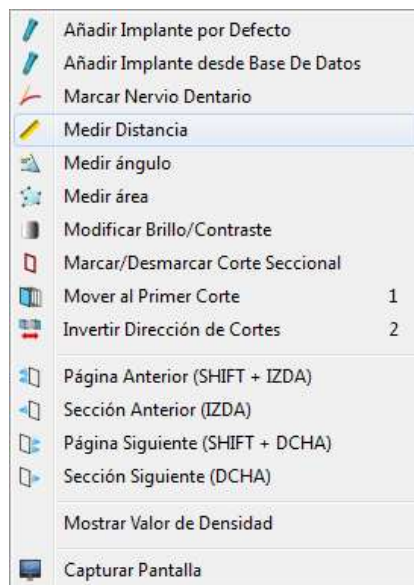 Añadir Implante por Defecto
Añadir Implante desde Base De Datos
Marcar Nervio Dentario
Medir Distancia
Medir ángulo
Medir área
Modificar Brillo/Contraste
Marcar/Desmarcar Corte Seccional
Mover al Primer Corte 1
Invertir Dirección de Cortes 2
Página Anterior (SHIFT + IZDA)
Sección Anterior (IZDA)
Página Siguiente (SHIFT + DCHA)
Sección Siguiente (DCHA)
Mostrar Valor de Densidad
Capturar Pantalla